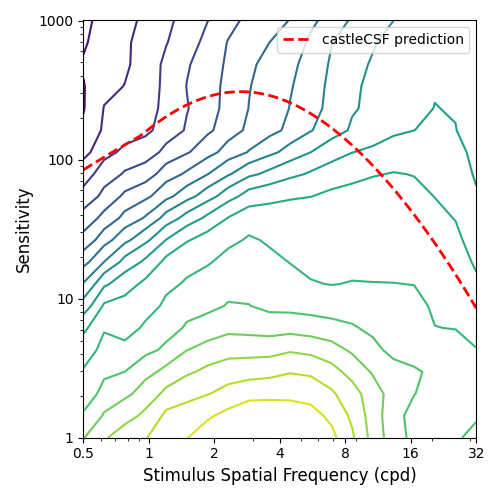 1000
castleCSF prediction
100
Sensitivity
10
1
0.5 1 2 4 8 16 32
Stimulus Spatial Frequency (cpd)